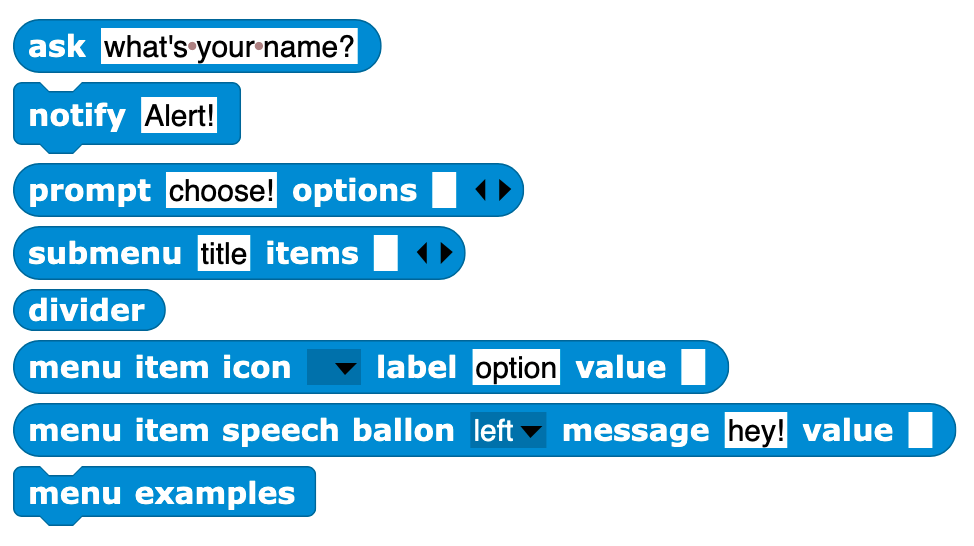 ask what's•your•name?
notify Alert!
prompt choose! options
submenu title items
divider
menu item icon label option value
menu item speech ballon left message hey! value
menu examples